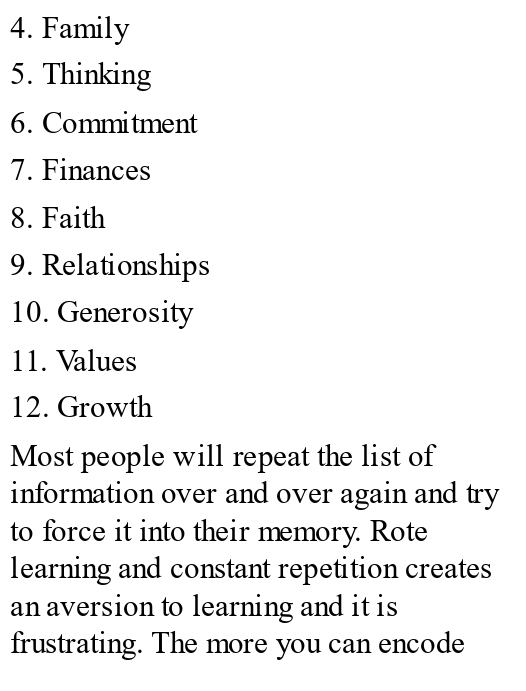 4. Family
5. Thinking
6. Commitment
7. Finances
8. Faith
9. Relationships
10. Generosity
11. Values
12. Growth
Most people will repeat the list of
information over and over again and try
to force it into their memory. Rote
learning and constant repetition creates
an aversion to learning and it is
frustrating. The more you can encode